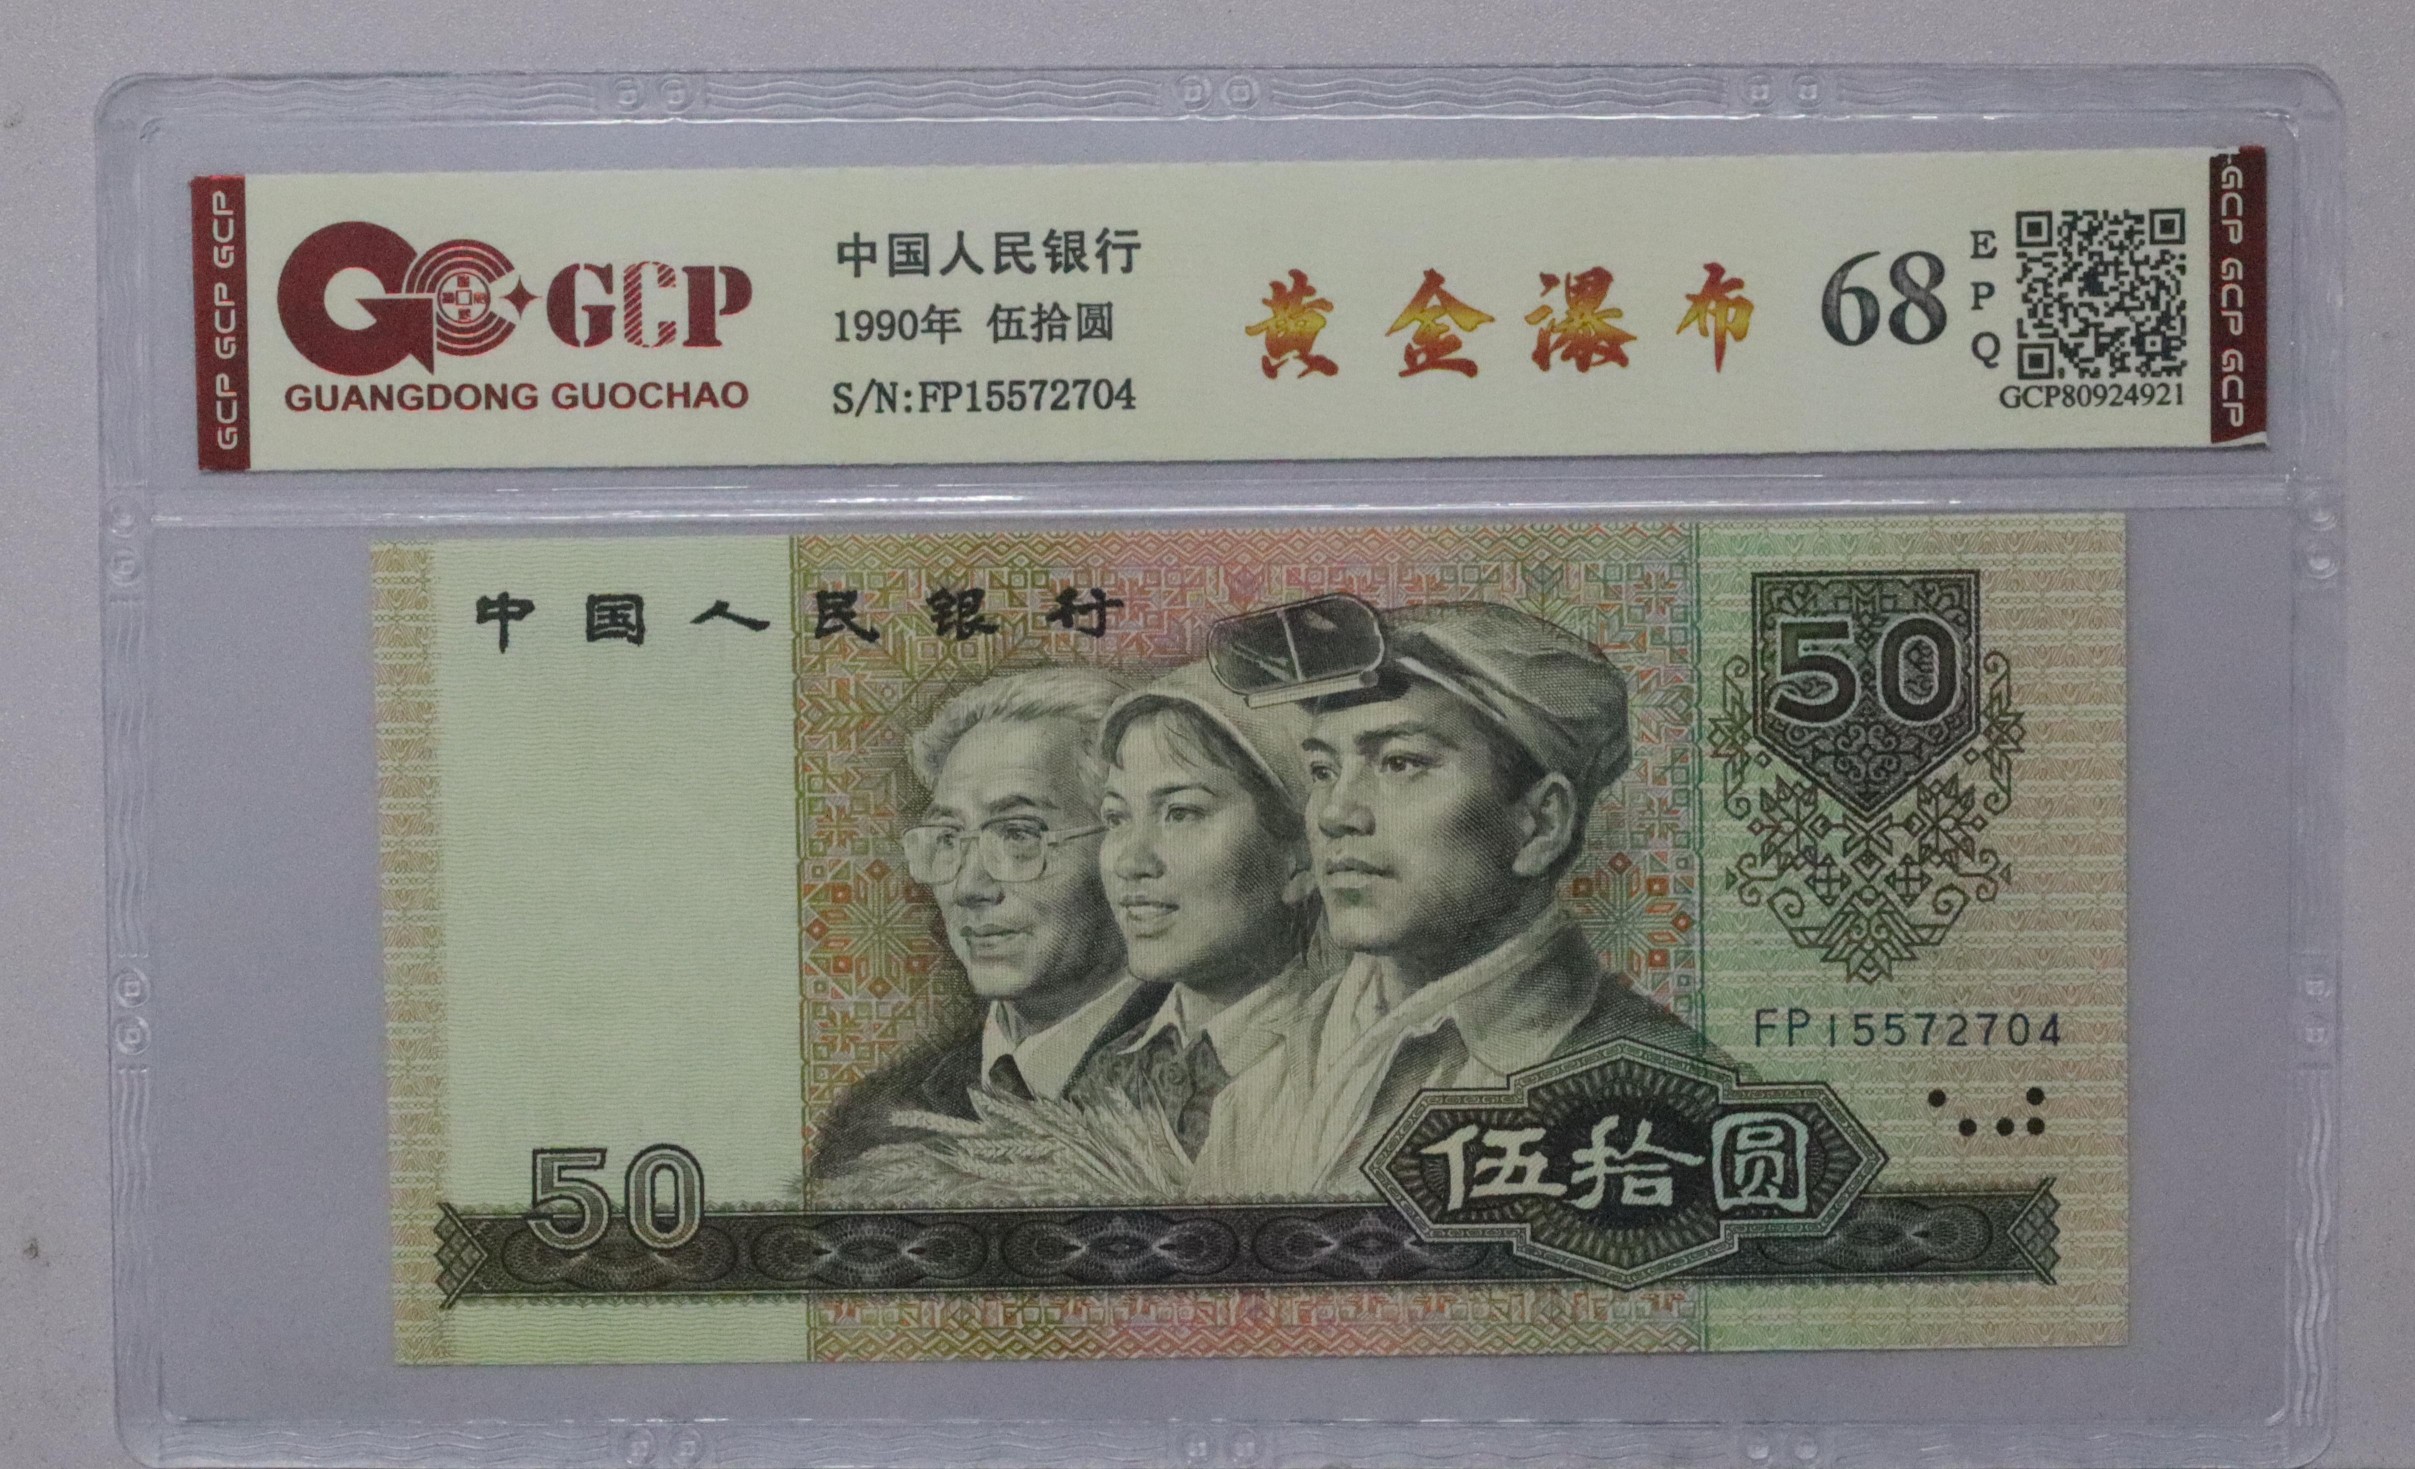 GCP GCP GCP
GCP
GUANGDONG GUOCHAO
中国人民银行
1990年 伍拾圆
S/N:FP15572704
黄金瀑布
68
E
P
Q
GCP80924921
GCP GCP GCP
中国人民银行
50
FP15572704
50
伍拾圆